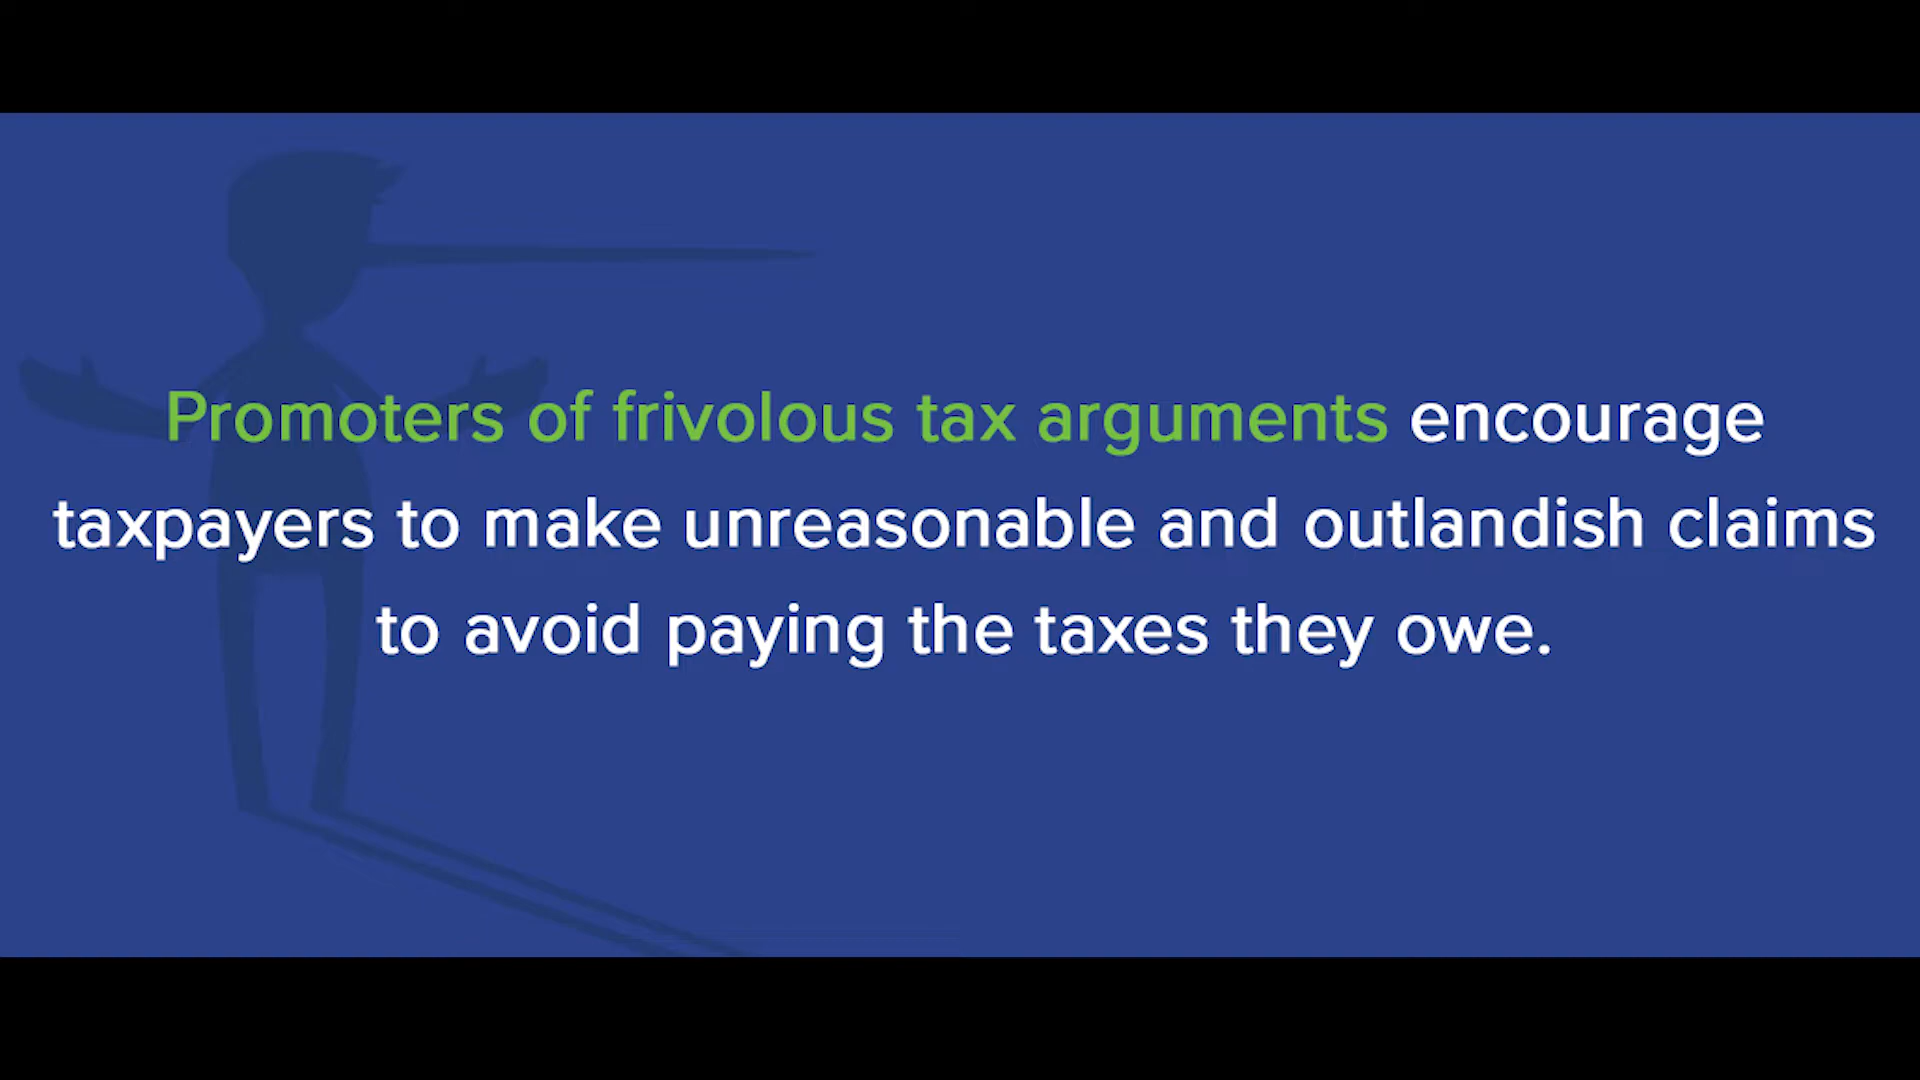 Promoters of frivolous tax arguments encourage
taxpayers to make unreasonable and outlandish claims
to avoid paying the taxes they owe.